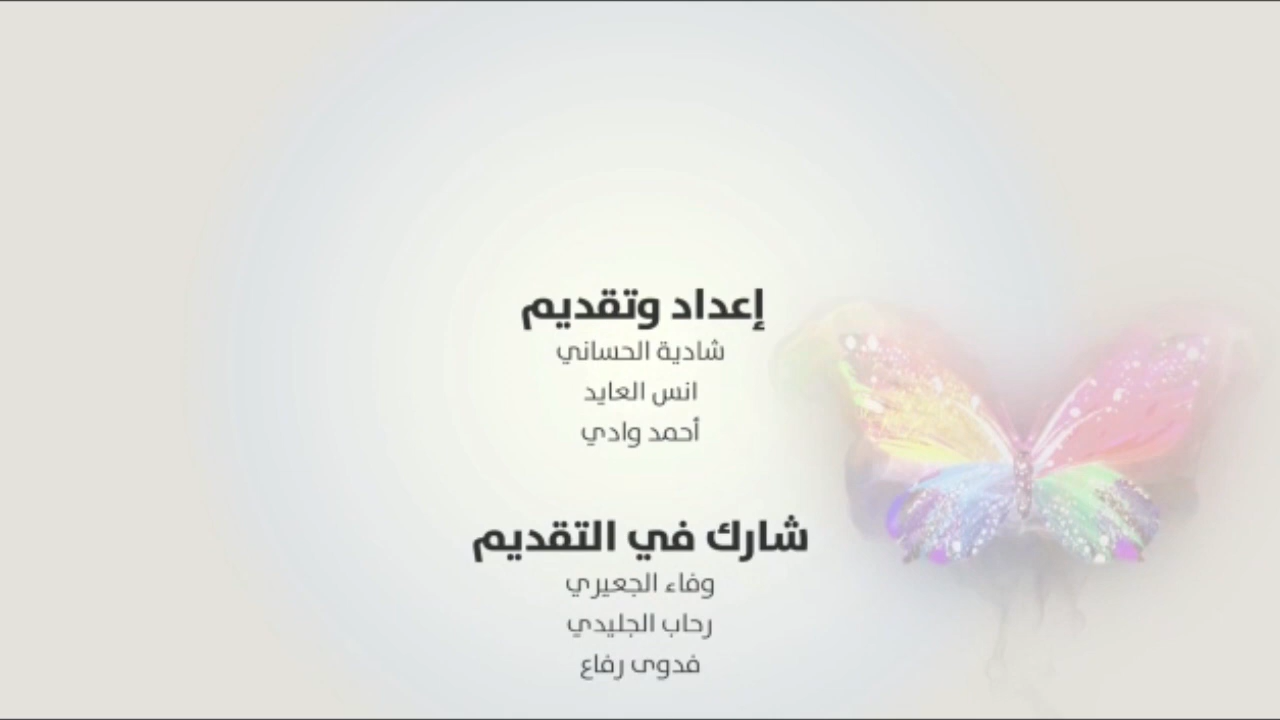 إعداد وتقديم
شادية الحساني
انس العايد
أحمد وادي
شارك في التقديم
وفاء الجعيري
رحاب الجليدي
فدوى رفاع